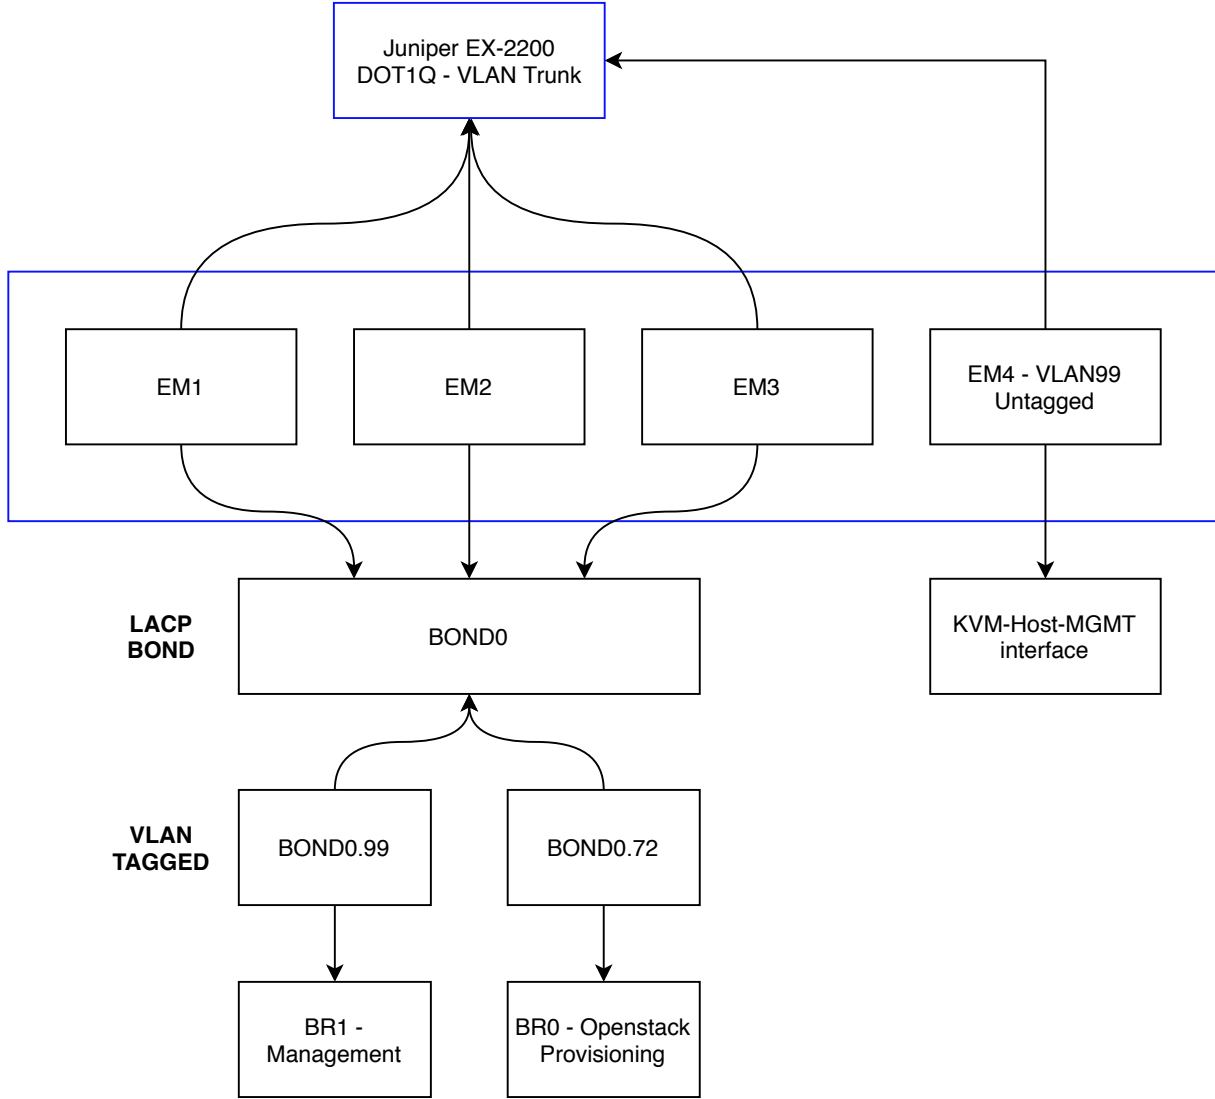 Juniper EX-2200
DOT1Q - VLAN Trunk
EM1
EM2
EM3
EM4 - VLAN99
Untagged
LACP
BOND
BOND0
KVM-Host-MGMT
interface
VLAN
TAGGED
BOND0.99
BOND0.72
BR1 -
Management
BR0 - Openstack
Provisioning